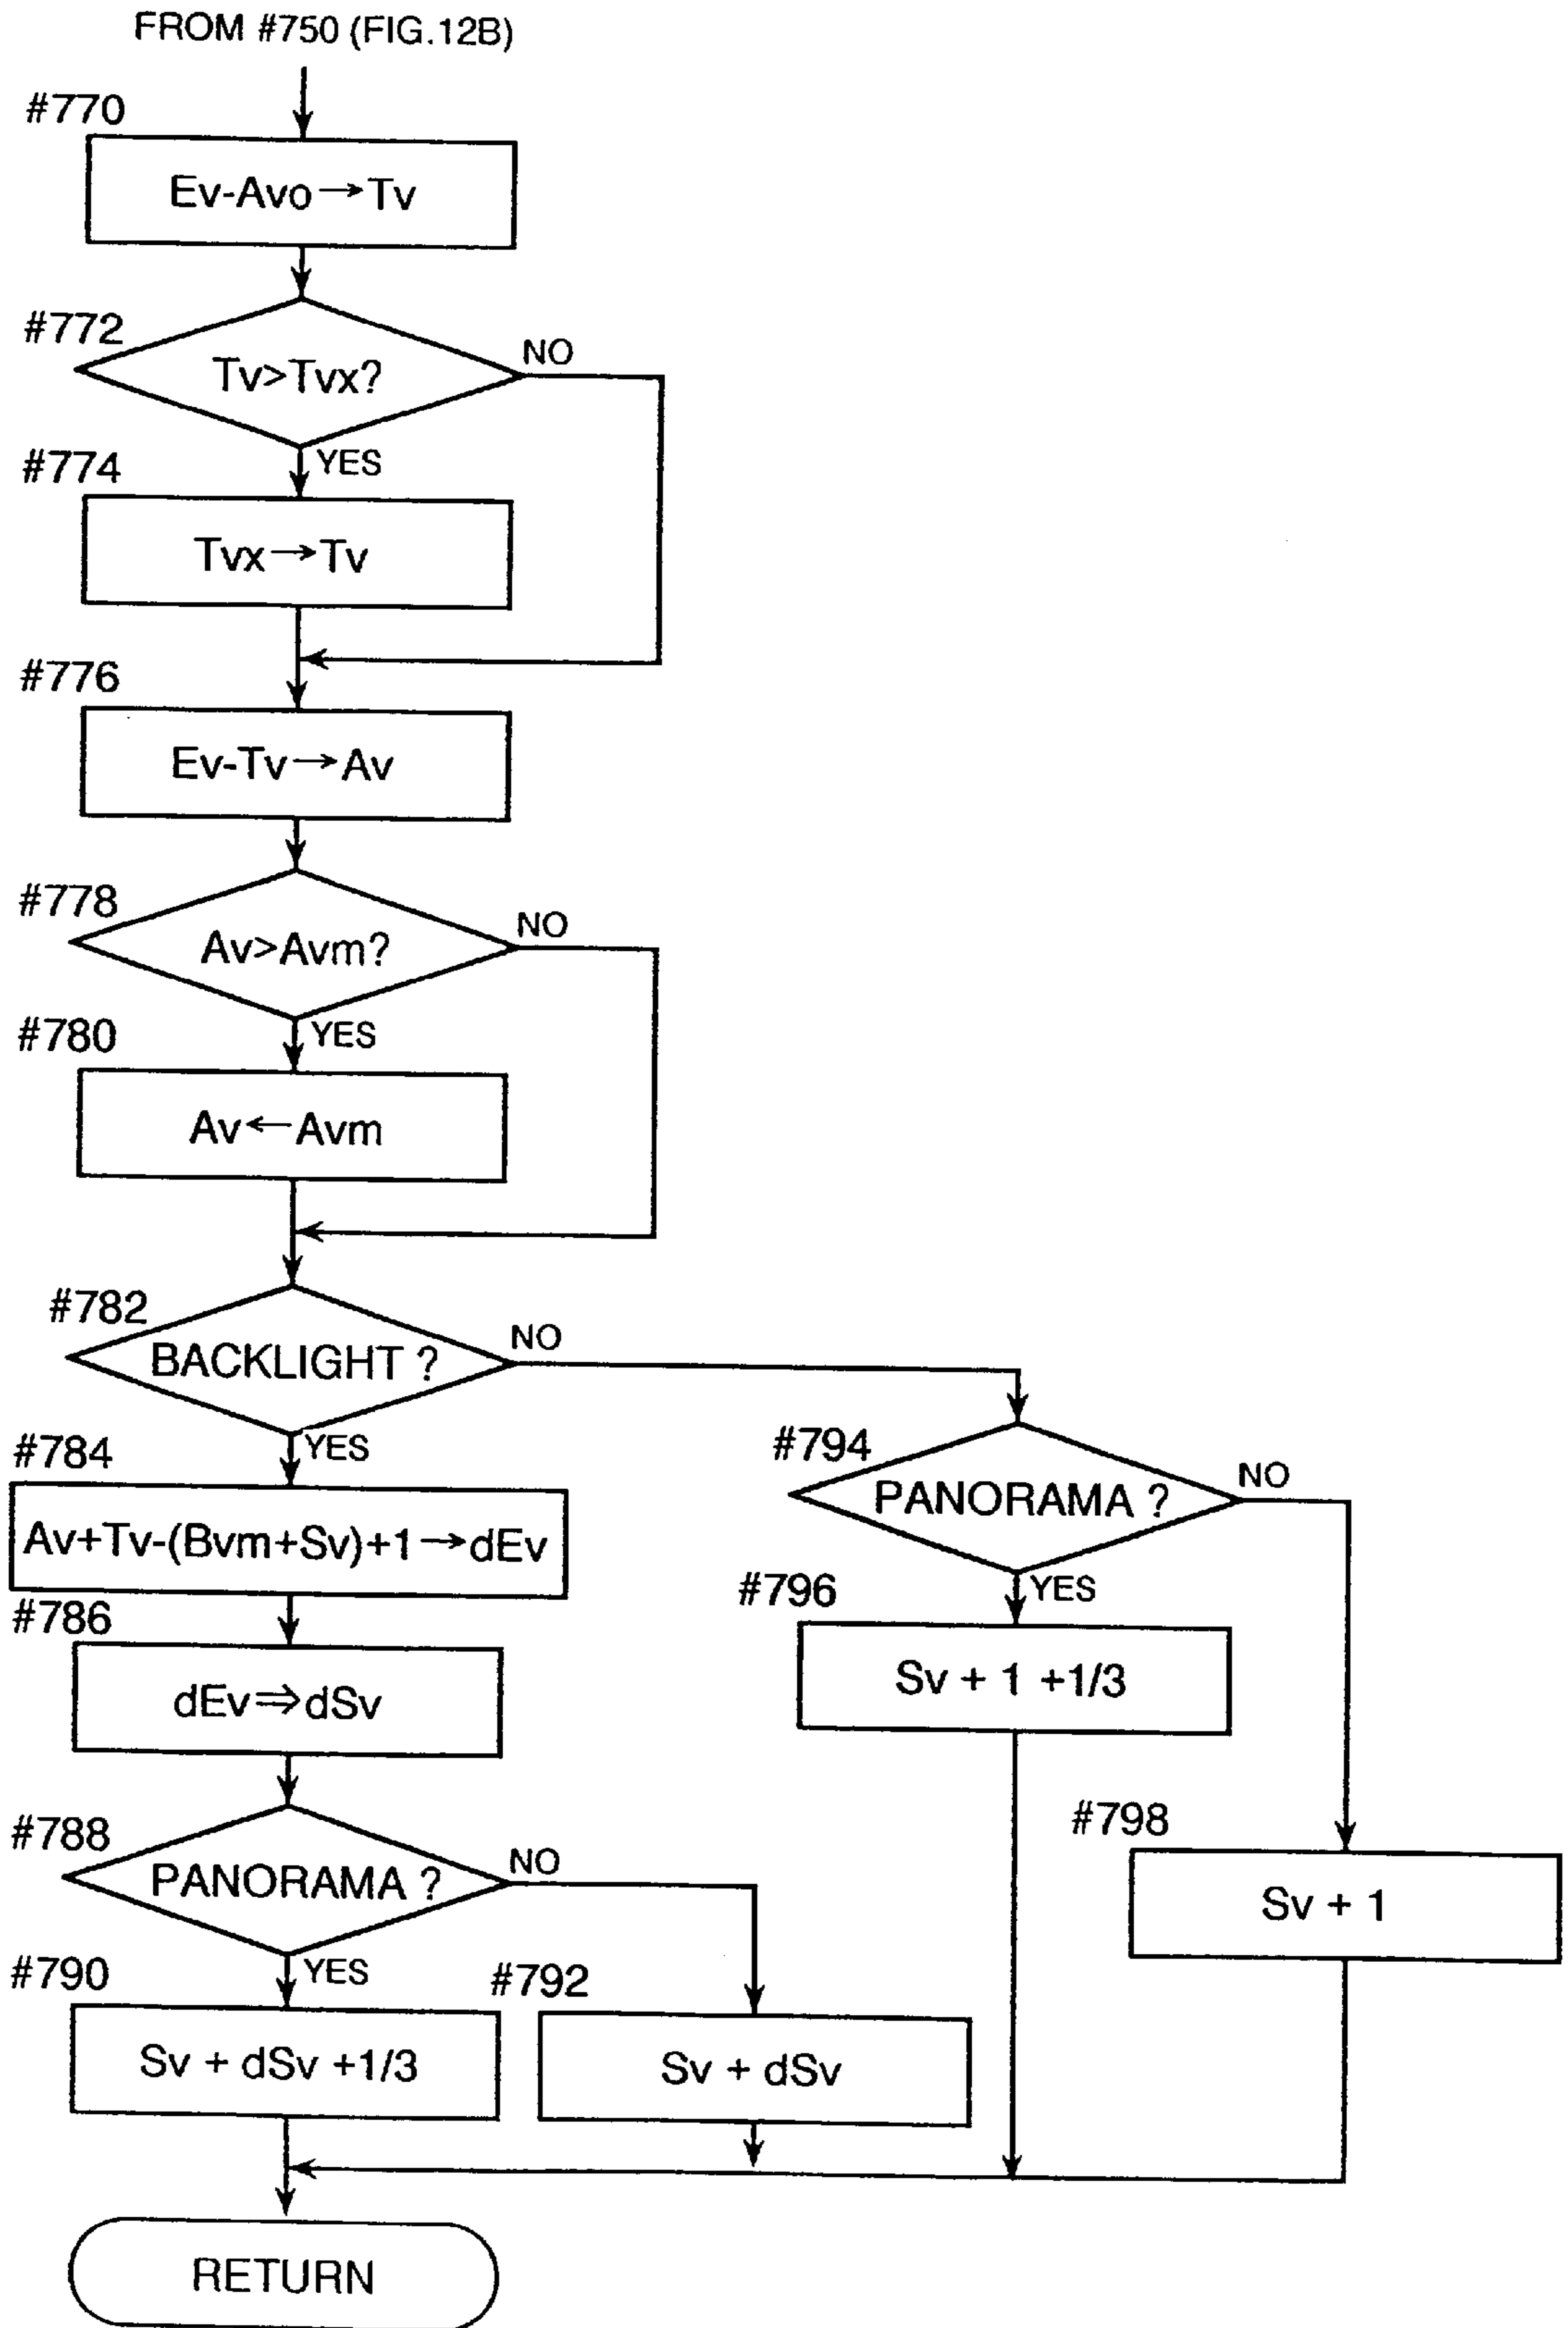 FROM #750 (FIG.12B)
#770
Ev-Avo→Tv
#772
Tv>Tvx?
NO
YES
#774
Tvx→Tv
#776
Ev-Tv→Av
#778
Av>Avm?
NO
YES
#780
Av←Avm
#782
BACKLIGHT ?
NO
YES
#784
Av+Tv-(Bvm+Sv)+1→dEv
#794
PANORAMA ?
NO
YES
#786
dEv⇒dSv
#796
Sv + 1 +1/3
#788
PANORAMA ?
NO
YES
#798
Sv + 1
#790
Sv + dSv +1/3
#792
Sv + dSv
RETURN